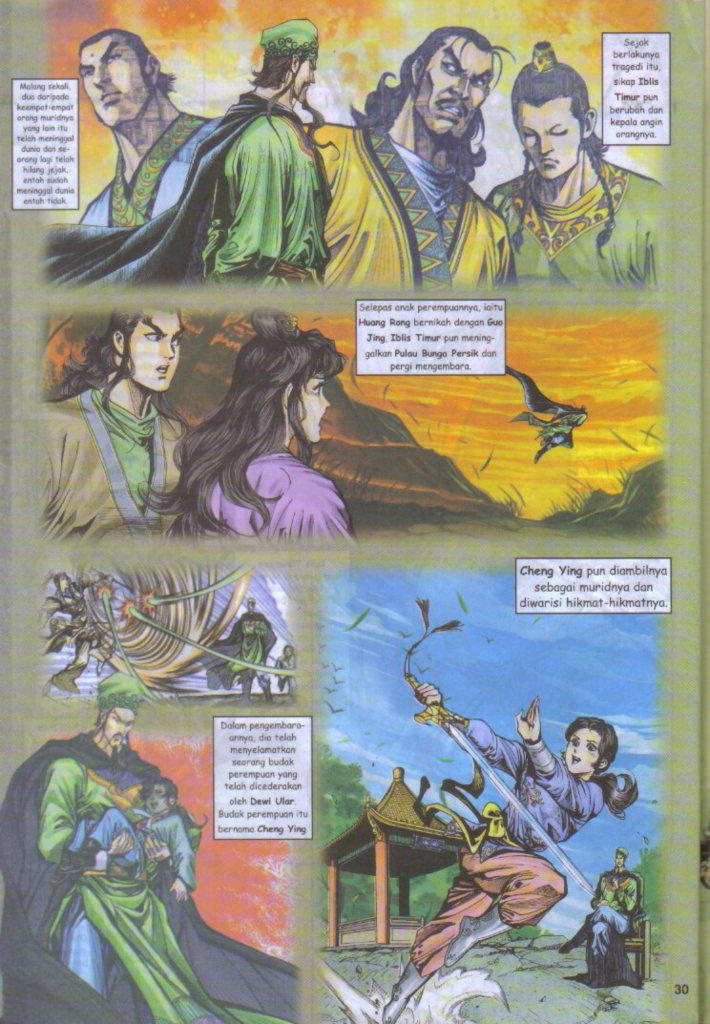 Malang sekali,
dua daripada
keempat-empat
orang muridnya
yang lain itu
telah meninggal
dunia dan se-
orang lagi telah
hilang jejak,
entah sudah
meninggal dunia
entah tidak.
Sejak
berlakunya
tragedi itu,
sikap Iblis
Timur pun
berubah dan
kepala angin
orangnya.
Selepas anak perempuannya, iaitu
Huang Rong bernikah dengan Guo
Jing, Iblis Timur pun mening-
galkan Pulau Bunga Persik dan
pergi mengembara.
Dalam pengembara-
annya, dia telah
menyelamatkan
seorang budak
perempuan yang
telah dicederakan
oleh Dewi Ular.
Budak perempuan itu
bernama Cheng Ying
Cheng Ying pun diambilnya
sebagai muridnya dan
diwarisi hikmat-hikmatnya.
30